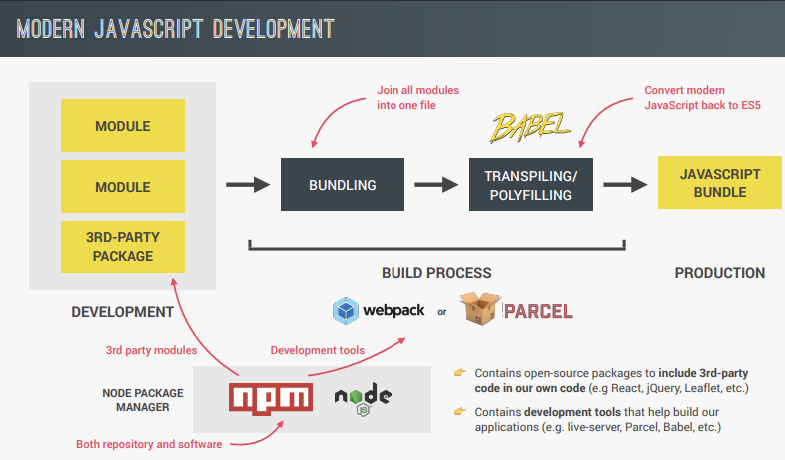 MODERN JAVASCRIPT DEVELOPMENT
MODULE
MODULE
3RD-PARTY
PACKAGE
DEVELOPMENT
Join all modules
into one file
BUNDLING
BABEL
Convert modern
JavaScript back to ES5
TRANSPILING/
POLYFILLING
JAVASCRIPT
BUNDLE
BUILD PROCESS
PRODUCTION
webpack or PARCEL
3rd party modules
Development tools
NODE PACKAGE
MANAGER
npm
node
JS
Both repository and software
👉 Contains open-source packages to include 3rd-party
code in our own code (e.g React, jQuery, Leaflet, etc.)
👉 Contains development tools that help build our
applications (e.g. live-server, Parcel, Babel, etc.)